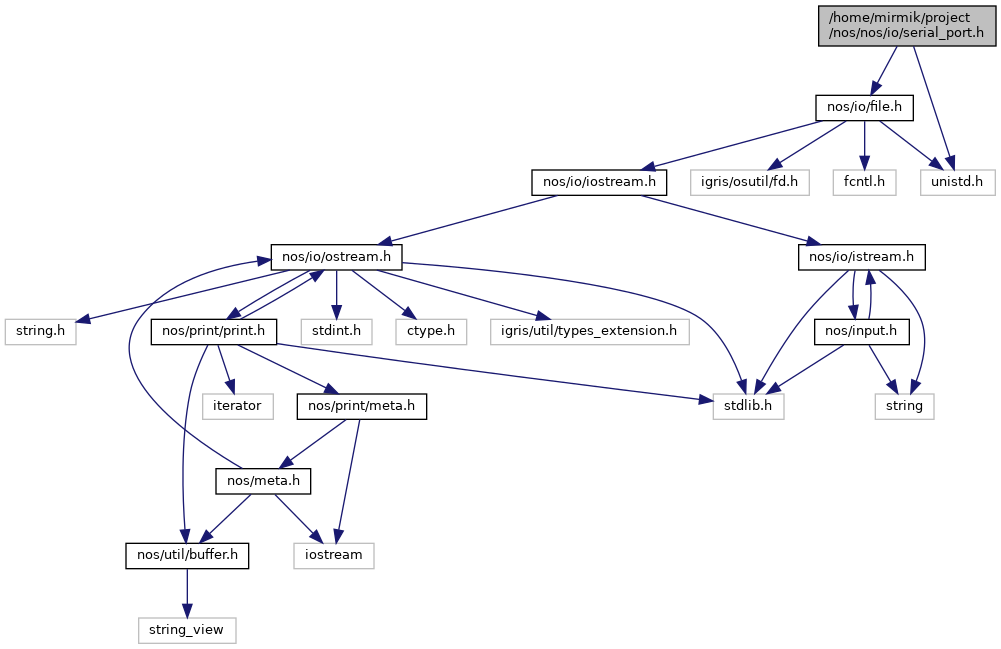 /home/mirmik/project
/nos/nos/io/serial_port.h
nos/io/file.h
nos/io/iostream.h
igris/osutil/fd.h
fcntl.h
unistd.h
nos/io/ostream.h
nos/io/istream.h
string.h
nos/print/print.h
stdint.h
ctype.h
igris/util/types_extension.h
nos/input.h
iterator
nos/print/meta.h
stdlib.h
string
nos/meta.h
nos/util/buffer.h
iostream
string_view